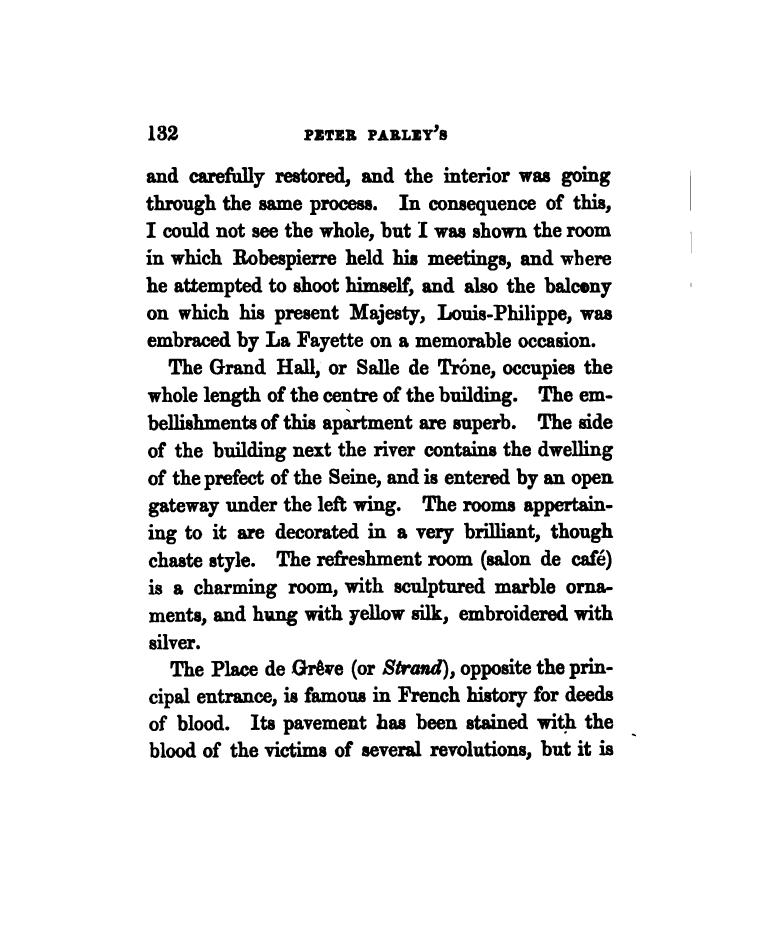 132 PETER PARLEY'S
and carefully restored, and the interior was going
through the same process. In consequence of this,
I could not see the whole, but I was shown the room
in which Robespierre held his meetings, and where
he attempted to shoot himself, and also the balcony
on which his present Majesty, Louis-Philippe, was
embraced by La Fayette on a memorable occasion.
The Grand Hall, or Salle de Tróne, occupies the
whole length of the centre of the building. The em-
bellishments of this apartment are superb. The side
of the building next the river contains the dwelling
of the prefect of the Seine, and is entered by an open
gateway under the left wing. The rooms appertain-
ing to it are decorated in a very brilliant, though
chaste style. The refreshment room (salon de café)
is a charming room, with sculptured marble orna-
ments, and hung with yellow silk, embroidered with
silver.
The Place de Grêve (or Strand), opposite the prin-
cipal entrance, is famous in French history for deeds
of blood. Its pavement has been stained with the
blood of the victims of several revolutions, but it is